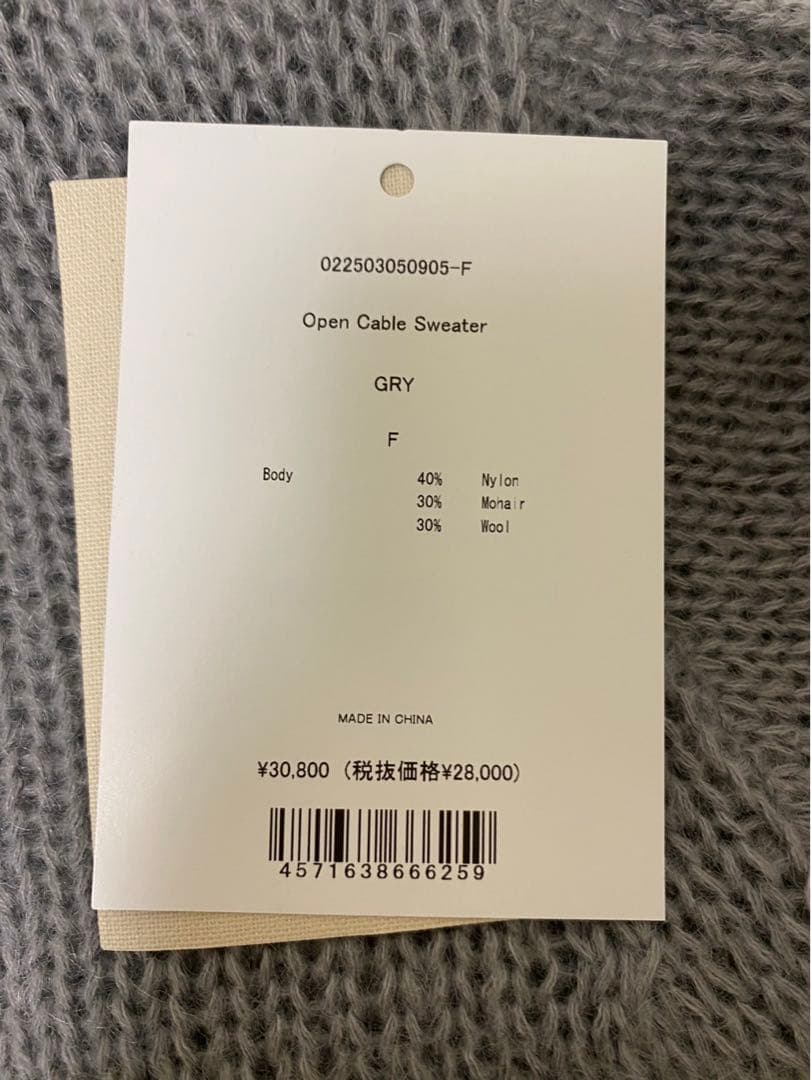 022503050905-F
Open Cable Sweater
GRY
F
Body 40% Nylon
30% Mohair
30% Wool
MADE IN CHINA
¥30,800 (税抜価格¥28,000)
4571638666259